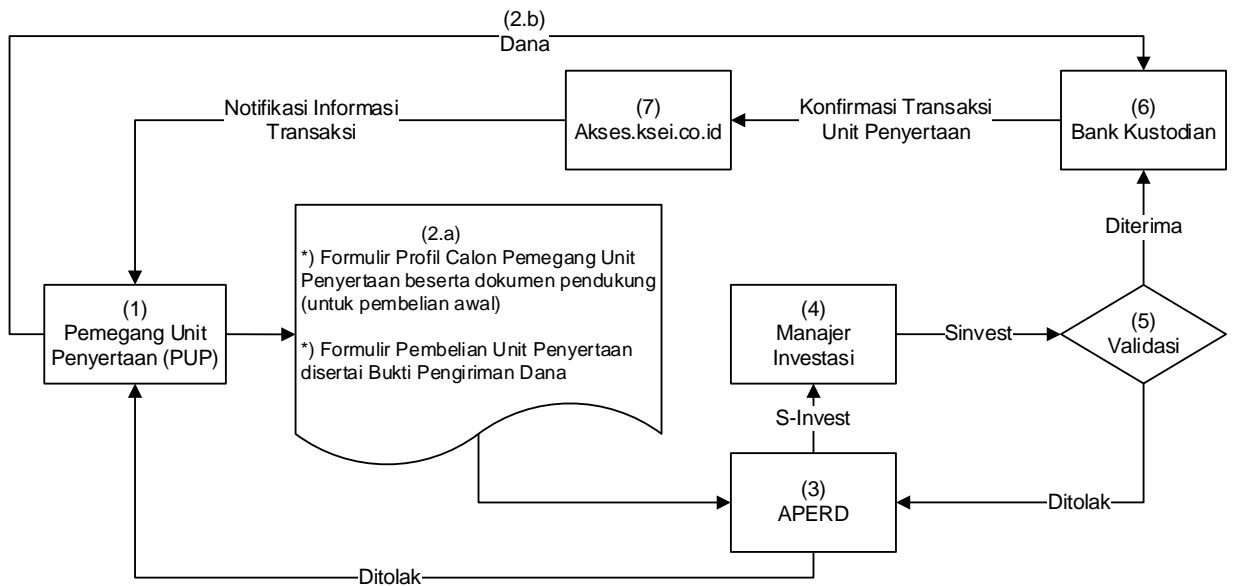 (2.b)
Dana
Notifikasi Informasi
Transaksi
(7)
Akses.ksei.co.id
Konfirmasi Transaksi
Unit Penyertaan
(6)
Bank Kustodian
Diterima
(2.a)
*) Formulir Profil Calon Pemegang Unit
Penyertaan beserta dokumen pendukung
(untuk pembelian awal)
*) Formulir Pembelian Unit Penyertaan
disertai Bukti Pengiriman Dana
(1)
Pemegang Unit
Penyertaan (PUP)
(4)
Manajer
Investasi
Sinvest
(5)
Validasi
S-Invest
(3)
APERD
Ditolak
Ditolak